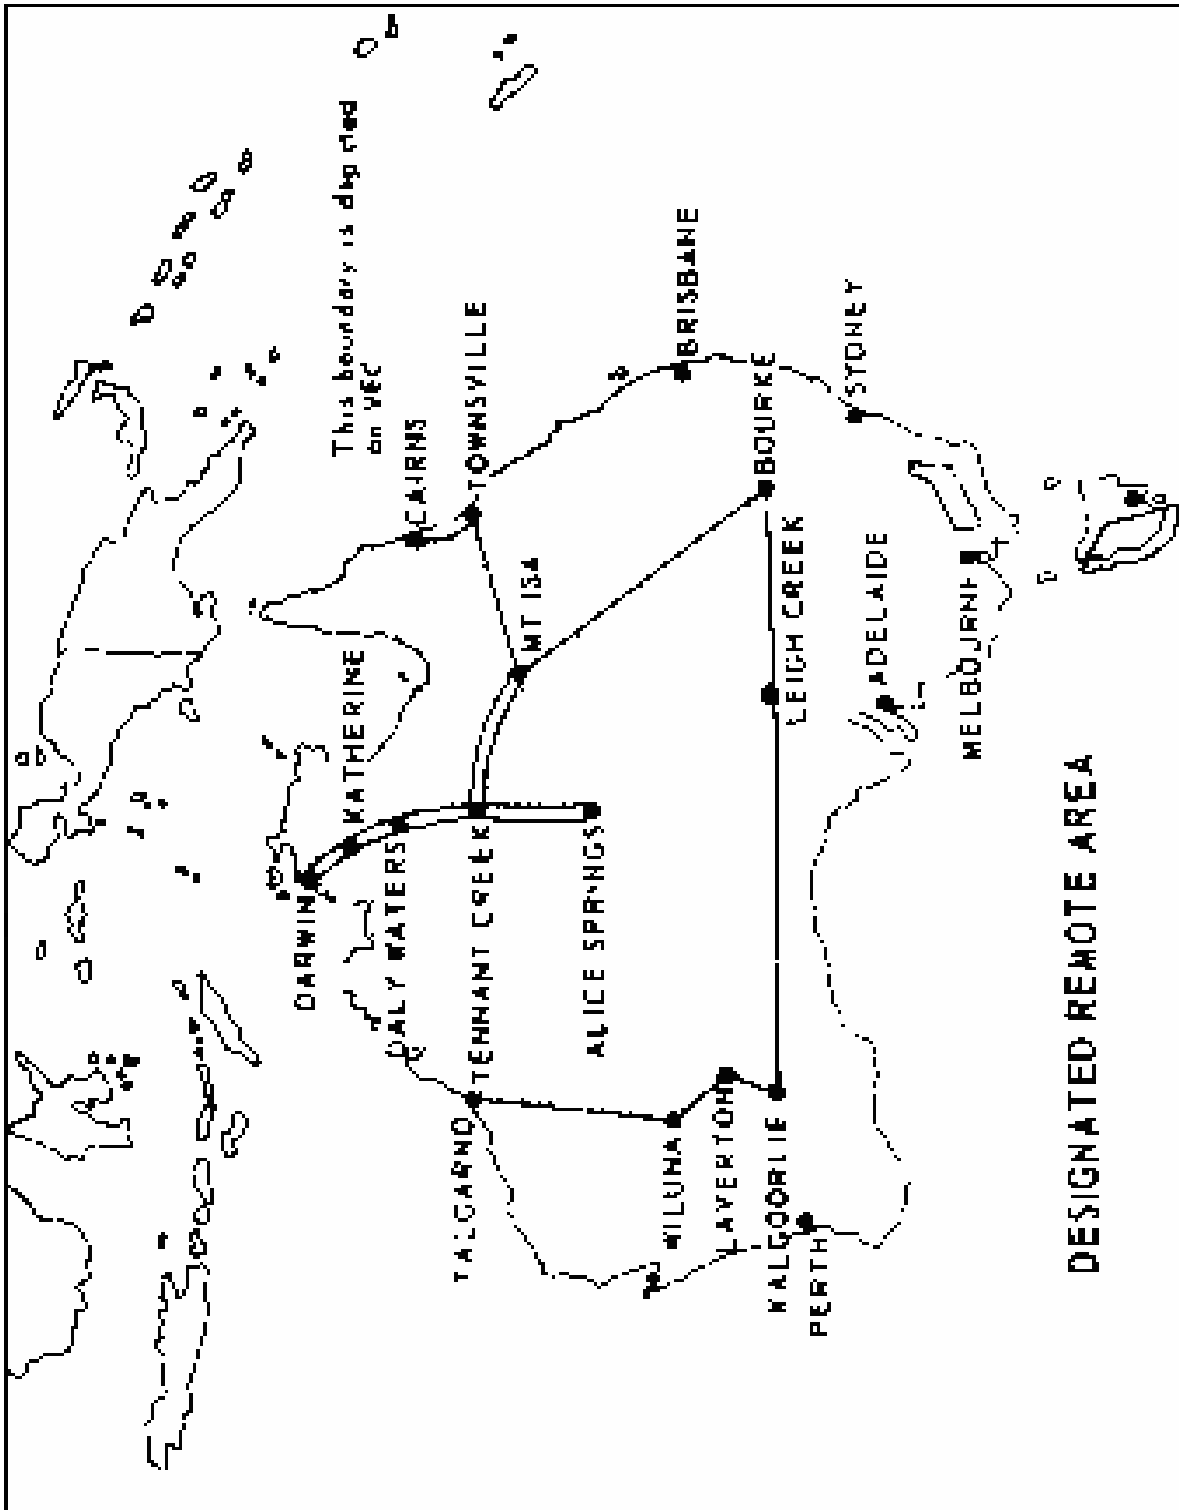 This boundary is depicted
on VEC
CAIRNS
TOWNSVILLE
BRISBANE
BOURKE
SYDNEY
MT ISA
KATHERINE
DARWIN
DALY WATERS
TENNANT CREEK
ALICE SPRINGS
LEIGH CREEK
ADELAIDE
MELBOURNE
TALGARNO
WILUNA
LAVERTON
KALGOORLIE
PERTH
DESIGNATED REMOTE AREA